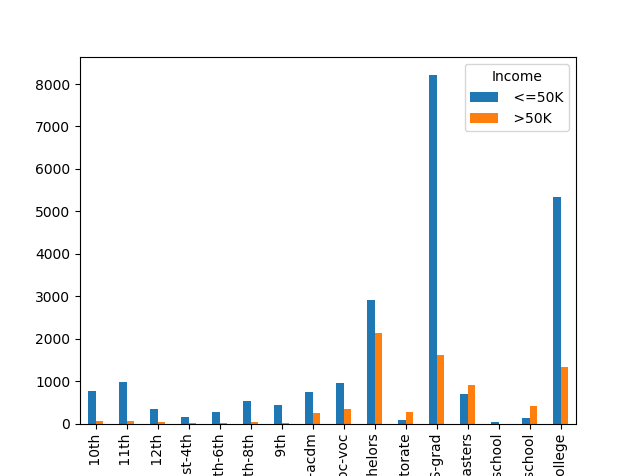 Income
<=50K
>50K
8000
7000
6000
5000
4000
3000
2000
1000
0
10th
11th
12th
st-4th
th-6th
th-8th
9th
-acdm
oc-voc
helors
torate
s-grad
asters
school
school
ollege